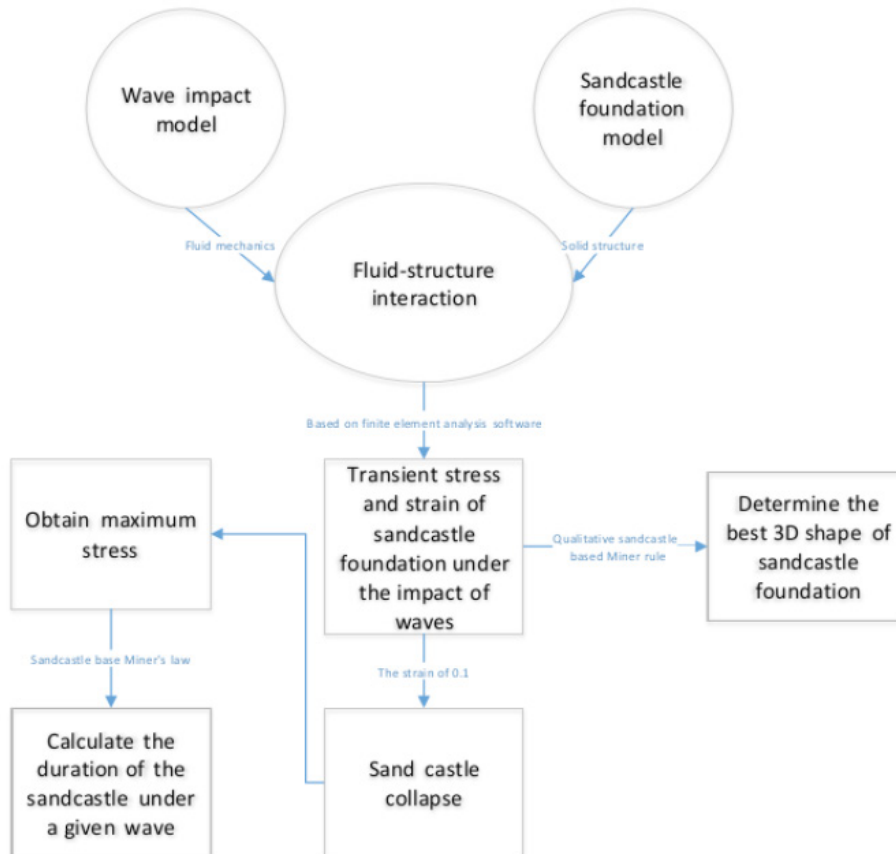 Wave impact
model
Sandcastle
foundation
model
Fluid mechanics
Solid structure
Fluid-structure
interaction
Based on finite element analysis software
Transient stress
and strain of
sandcastle
foundation under
the impact of
waves
Obtain maximum
stress
Qualitative sandcastle
based Miner rule
Determine the
best 3D shape of
sandcastle
foundation
Sandcastle base Miner's law
The strain of 0.1
Calculate the
duration of the
sandcastle under
a given wave
Sand castle
collapse